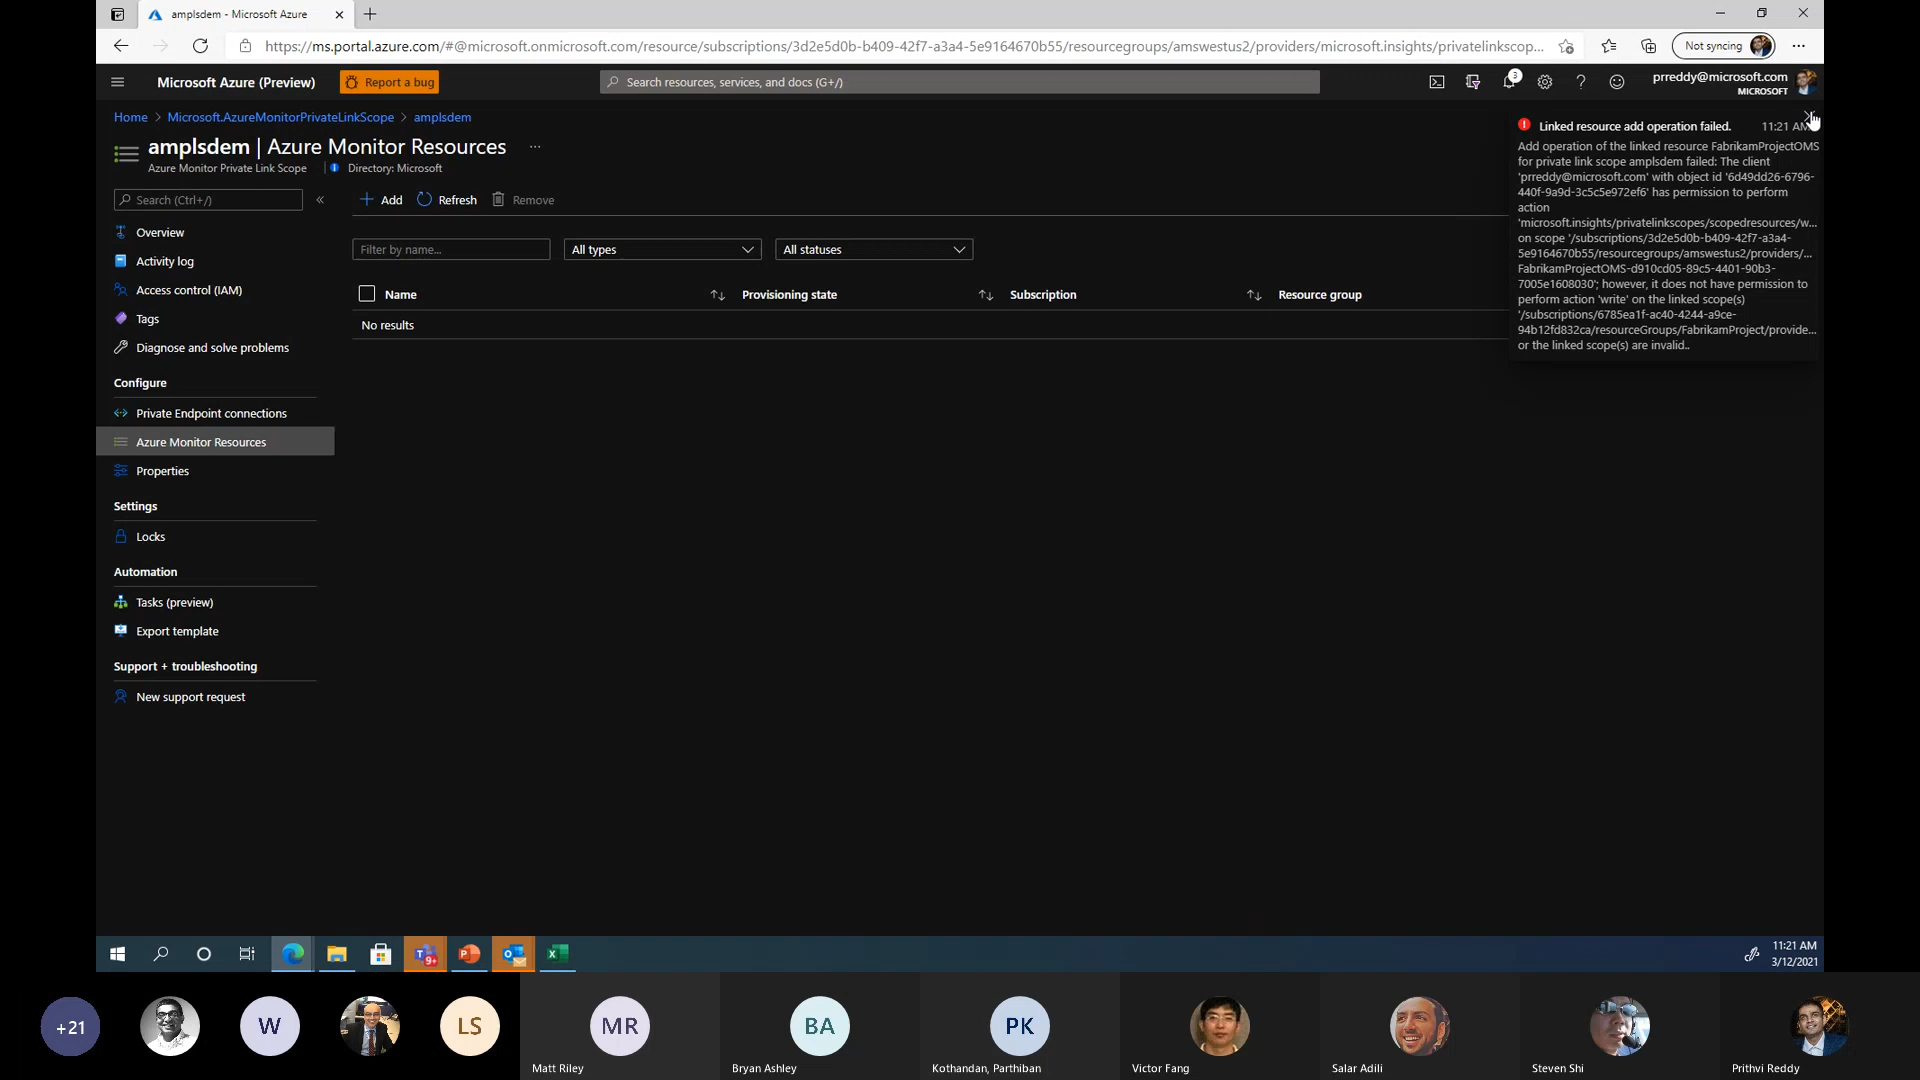 amplsdem - Microsoft Azure
https://ms.portal.azure.com/#@microsoft.onmicrosoft.com/resource/subscriptions/3d2e5d0b-b409-42f7-a3a4-5e9164670b55/resourcegroups/amswestus2/providers/microsoft.insights/privatelinkscop...
Not syncing
Microsoft Azure (Preview)
Report a bug
Search resources, services, and docs (G+/)
3
prreddy@microsoft.com
MICROSOFT
Home > Microsoft.AzureMonitorPrivateLinkScope > amplsdem
amplsdem | Azure Monitor Resources ...
Azure Monitor Private Link Scope
Directory: Microsoft
Search (Ctrl+/)
«
Overview
Activity log
Access control (IAM)
Tags
Diagnose and solve problems
Configure
Private Endpoint connections
Azure Monitor Resources
Properties
Settings
Locks
Automation
Tasks (preview)
Export template
Support + troubleshooting
New support request
Add
Refresh
Remove
Filter by name...
All types
All statuses
Name
Provisioning state
Subscription
Resource group
No results
Linked resource add operation failed.
11:21 AM
Add operation of the linked resource FabrikamProjectOMS
for private link scope amplsdem failed: The client
'prreddy@microsoft.com' with object id '6d49dd26-6796-
440f-9a9d-3c5c5e972ef6' has permission to perform
action
'microsoft.insights/privatelinkscopes/scopedresources/w...
on scope '/subscriptions/3d2e5d0b-b409-42f7-a3a4-
5e9164670b55/resourcegroups/amswestus2/providers/...
FabrikamProjectOMS-d910cd05-89c5-4401-90b3-
7005e1608030'; however, it does not have permission to
perform action 'write' on the linked scope(s)
'/subscriptions/6785ea1f-ac40-4244-a9ce-
94b12fd832ca/resourceGroups/FabrikamProject/provide...
or the linked scope(s) are invalid..
9+
11:21 AM
3/12/2021
+21
W
LS
MR
BA
PK
Matt Riley
Bryan Ashley
Kothandan, Parthiban
Victor Fang
Salar Adili
Steven Shi
Prithvi Reddy